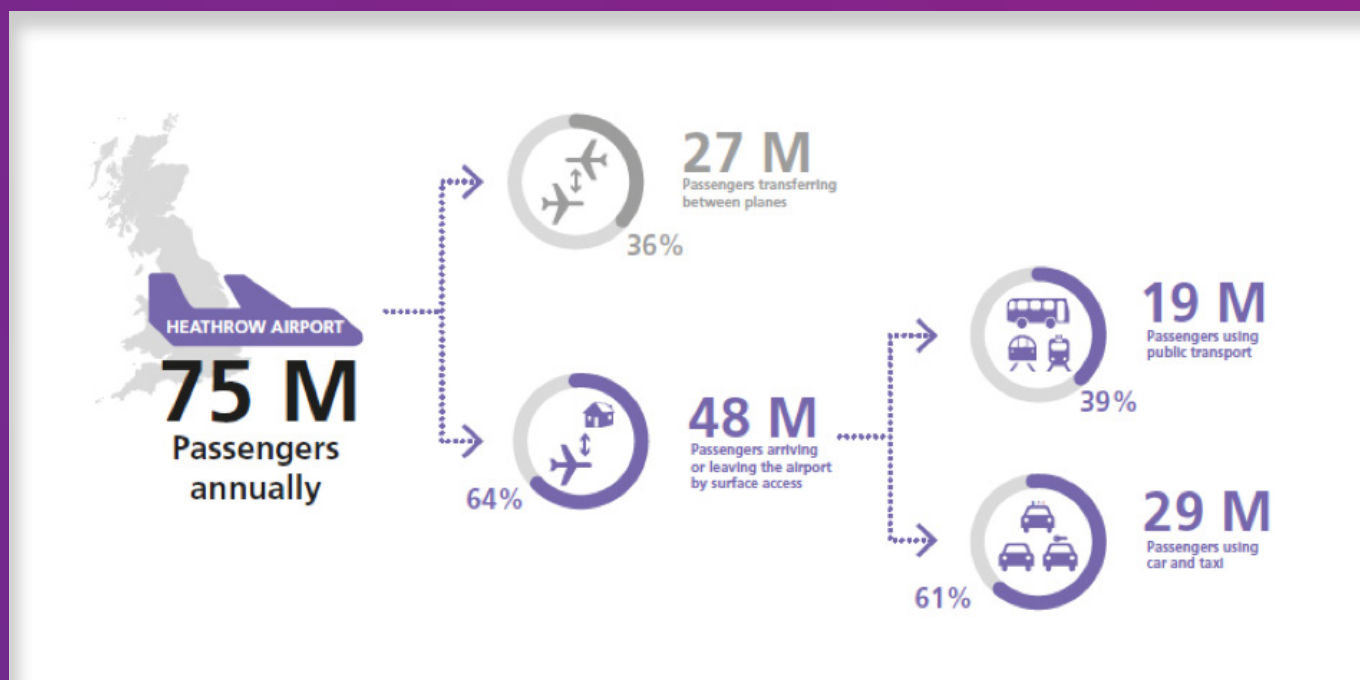 HEATHROW AIRPORT
75 M
Passengers
annually
27 M
Passengers transferring
between planes
36%
48 M
Passengers arriving
or leaving the airport
by surface access
64%
19 M
Passengers using
public transport
39%
29 M
Passengers using
car and taxi
61%